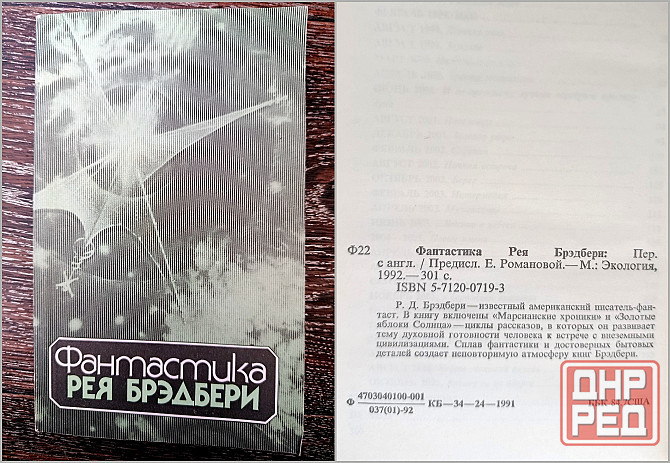 Фантастика
РЕЯ БРЭДБЕРИ
Ф22 Фантастика Рея Брэдбери: Пер.
с англ. / Предисл. Е. Романовой.—М.: Экология,
1992.—301 с.
ISBN 5-7120-0719-3
Р. Д. Брэдбери—известный американский писатель-фан-
таст. В книгу включены «Марсианские хроники» и «Золотые
яблоки Солнца»—циклы рассказов, в которых он развивает
тему духовной готовности человека к встрече с внеземными
цивилизациями. Сплав фантастики и достоверных бытовых
деталей создает неповторимую атмосферу книг Брэдбери.
Ф 4703040100-001
037(01)-92 КБ—34—24—1991
ББК 84.7США
ДНР
РЕД